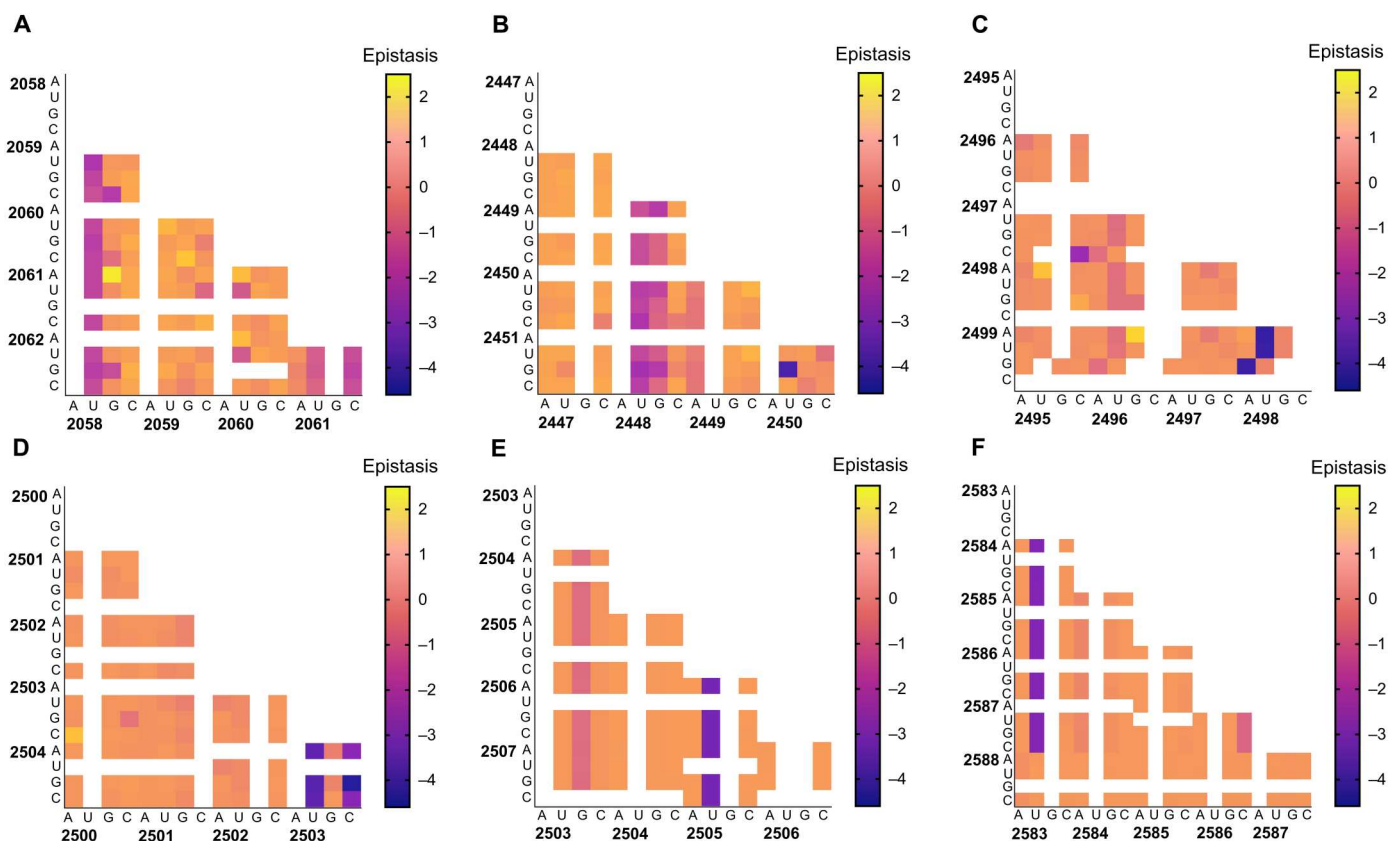 A
Epistasis
2
1
0
–1
–2
–3
–4
2058 A
U
G
C
2059 A
U
G
C
2060 A
U
G
C
2061 A
U
G
C
2062 A
U
G
C
A U G C A U G C A U G C A U G C
2058 2059 2060 2061
B
Epistasis
2
1
0
–1
–2
–3
–4
2447 A
U
G
C
2448 A
U
G
C
2449 A
U
G
C
2450 A
U
G
C
2451 A
U
G
C
A U G C A U G C A U G C A U G C
2447 2448 2449 2450
C
Epistasis
2
1
0
–1
–2
–3
–4
2495 A
U
G
C
2496 A
U
G
C
2497 A
U
G
C
2498 A
U
G
C
2499 A
U
G
C
A U G C A U G C A U G C A U G C
2495 2496 2497 2498
D
Epistasis
2
1
0
–1
–2
–3
–4
2500 A
U
G
C
2501 A
U
G
C
2502 A
U
G
C
2503 A
U
G
C
2504 A
U
G
C
A U G C A U G C A U G C A U G C
2500 2501 2502 2503
E
Epistasis
2
1
0
–1
–2
–3
–4
2503 A
U
G
C
2504 A
U
G
C
2505 A
U
G
C
2506 A
U
G
C
2507 A
U
G
C
A U G C A U G C A U G C A U G C
2503 2504 2505 2506
F
Epistasis
2
1
0
–1
–2
–3
–4
2583 A
U
G
C
2584 A
U
G
C
2585 A
U
G
C
2586 A
U
G
C
2587 A
U
G
C
2588 A
U
G
C
A U G C A U G C A U G C A U G C A U G C
2583 2584 2585 2586 2587